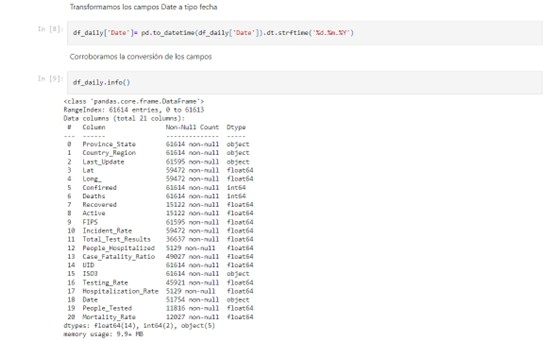 Transformamos los campos Date a tipo fecha
In [8]: df_daily['Date']= pd.to_datetime(df_daily['Date']).dt.strftime('%d.%m.%Y')
Corroboramos la conversión de los campos
In [9]: df_daily.info()
<class 'pandas.core.frame.DataFrame'>
RangeIndex: 61614 entries, 0 to 61613
Data columns (total 21 columns):
# Column Non-Null Count Dtype
--- ------ -------------- -----
0 Province_State 61614 non-null object
1 Country_Region 61614 non-null object
2 Last_Update 61595 non-null object
3 Lat 59472 non-null float64
4 Long_ 59472 non-null float64
5 Confirmed 61614 non-null int64
6 Deaths 61614 non-null int64
7 Recovered 15122 non-null float64
8 Active 15122 non-null float64
9 FIPS 61595 non-null float64
10 Incident_Rate 59472 non-null float64
11 Total_Test_Results 36637 non-null float64
12 People_Hospitalized 5129 non-null float64
13 Case_Fatality_Ratio 49027 non-null float64
14 UID 61614 non-null float64
15 ISO3 61614 non-null object
16 Testing_Rate 45921 non-null float64
17 Hospitalization_Rate 5129 non-null float64
18 Date 51754 non-null object
19 People_Tested 11816 non-null float64
20 Mortality_Rate 12027 non-null float64
dtypes: float64(14), int64(2), object(5)
memory usage: 9.9+ MB